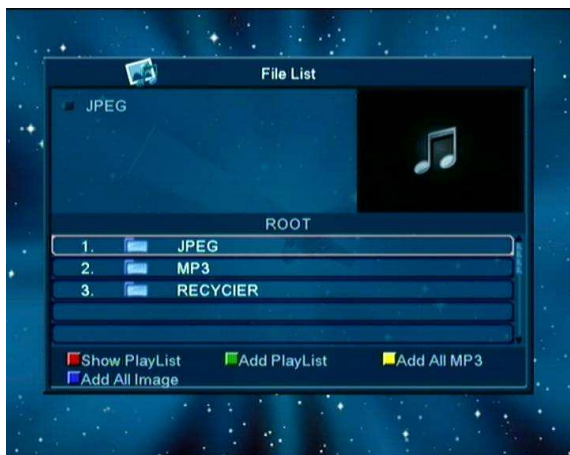 File List
JPEG
ROOT
1. JPEG
2. MP3
3. RECYCIER
Show PlayList Add PlayList Add All MP3
Add All Image